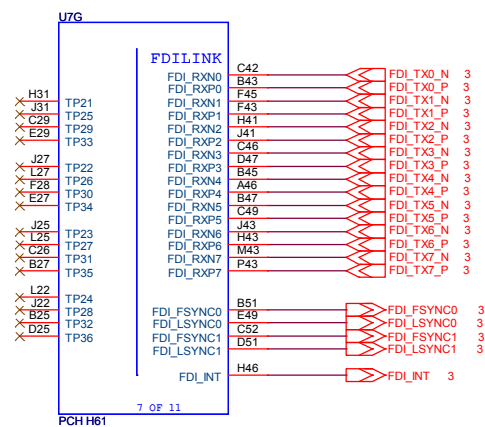 U7G
FDILINK
C42 FDI_RXN0 FDI_TX0_N 3
B43 FDI_RXP0 FDI_TX0_P 3
H31 TP21 F45 FDI_RXN1 FDI_TX1_N 3
J31 TP25 F43 FDI_RXP1 FDI_TX1_P 3
C29 TP29 H41 FDI_RXN2 FDI_TX2_N 3
E29 TP33 J41 FDI_RXP2 FDI_TX2_P 3
C46 FDI_RXN3 FDI_TX3_N 3
J27 TP22 D47 FDI_RXP3 FDI_TX3_P 3
L27 TP26 B45 FDI_RXN4 FDI_TX4_N 3
F28 TP30 A46 FDI_RXP4 FDI_TX4_P 3
E27 TP34 B47 FDI_RXN5 FDI_TX5_N 3
C49 FDI_RXP5 FDI_TX5_P 3
J25 TP23 J43 FDI_RXN6 FDI_TX6_N 3
L25 TP27 H43 FDI_RXP6 FDI_TX6_P 3
C26 TP31 M43 FDI_RXN7 FDI_TX7_N 3
B27 TP35 P43 FDI_RXP7 FDI_TX7_P 3
L22 TP24
J22 TP28 B51 FDI_FSYNC0 FDI_FSYNC0 3
B25 TP32 E49 FDI_LSYNC0 FDI_LSYNC0 3
D25 TP36 C52 FDI_FSYNC1 FDI_FSYNC1 3
D51 FDI_LSYNC1 FDI_LSYNC1 3
H46 FDI_INT FDI_INT 3
7 OF 11
PCH H61